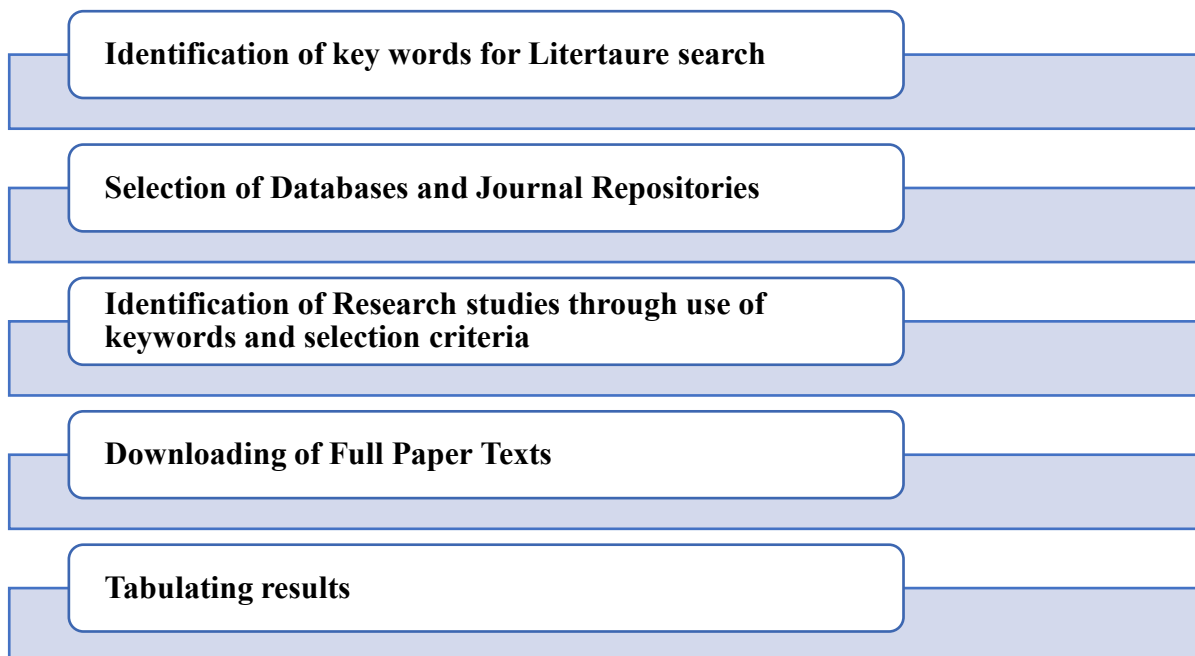 Identification of key words for Litertaure search
Selection of Databases and Journal Repositories
Identification of Research studies through use of
keywords and selection criteria
Downloading of Full Paper Texts
Tabulating results